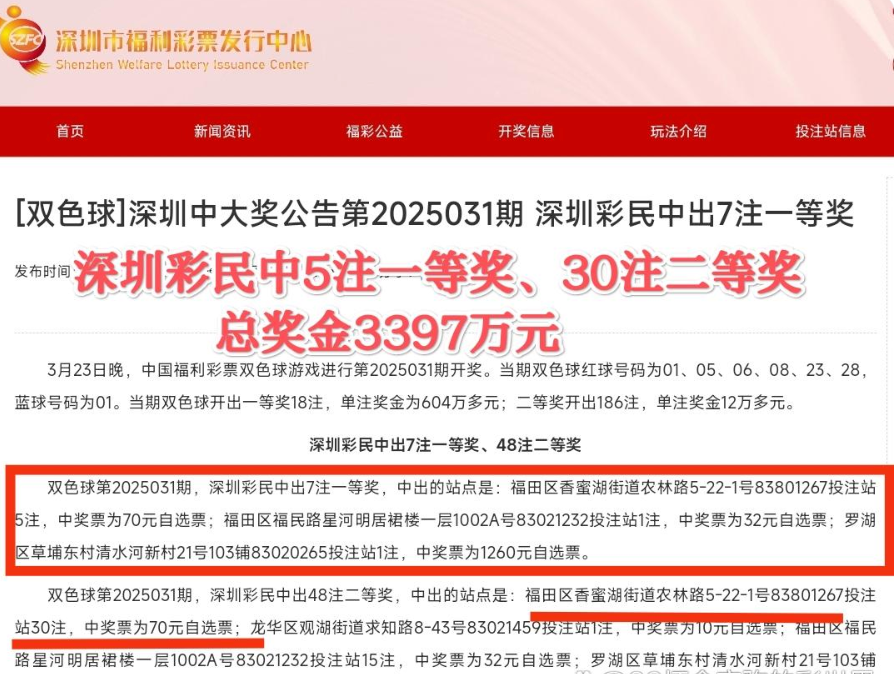 SZFC
深圳市福利彩票发行中心
Shenzhen Welfare Lottery Issuance Center
首页 新闻资讯 福彩公益 开奖信息 玩法介绍 投注站信息
[双色球]深圳中大奖公告第2025031期 深圳彩民中出7注一等奖
发布时间
深圳彩民中5注一等奖、30注二等奖
总奖金3397万元
3月23日晚，中国福利彩票双色球游戏进行第2025031期开奖。当期双色球红球号码为01、05、06、08、23、28，
蓝球号码为01。当期双色球开出一等奖18注，单注奖金为604万多元；二等奖开出186注，单注奖金12万多元。
深圳彩民中出7注一等奖、48注二等奖
双色球第2025031期，深圳彩民中出7注一等奖，中出的站点是：福田区香蜜湖街道农林路5-22-1号83801267投注站
5注，中奖票为70元自选票；福田区福民路星河明居裙楼一层1002A号83021232投注站1注，中奖票为32元自选票；罗湖
区草埔东村清水河新村21号103铺83020265投注站1注，中奖票为1260元自选票。
双色球第2025031期，深圳彩民中出48注二等奖，中出的站点是：福田区香蜜湖街道农林路5-22-1号83801267投注
站30注，中奖票为70元自选票；龙华区观湖街道求知路8-43号83021459投注站1注，中奖票为10元自选票；福田区福民
路星河明居裙楼一层1002A号83021232投注站15注，中奖票为32元自选票；罗湖区草埔东村清水河新村21号103铺